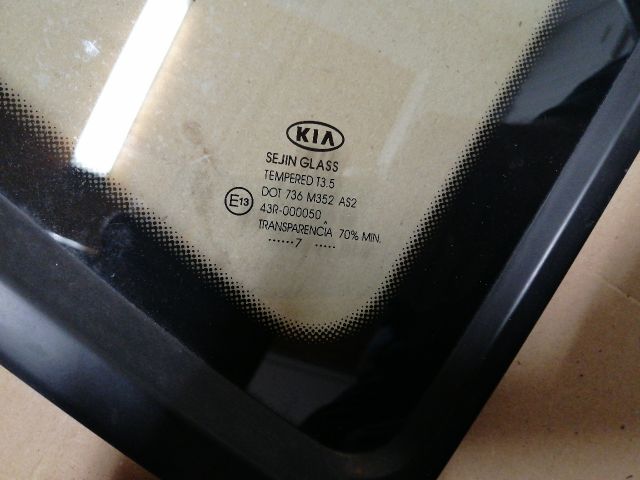 KIA
SEJIN GLASS
TEMPERED T3.5
DOT 736 M352 AS2
E13 43R-000050
TRANSPARENCIA 70% MIN.
......7 .....